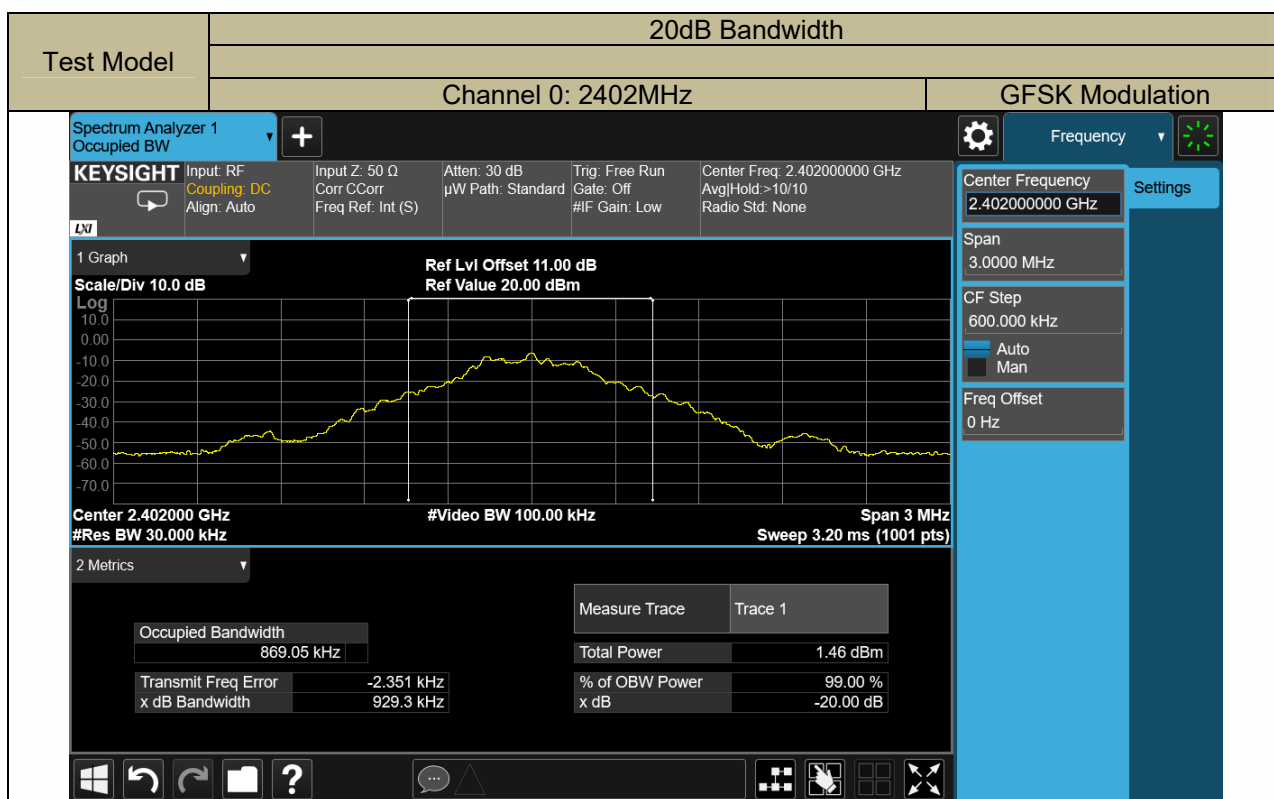 20dB Bandwidth
Test Model
Channel 0: 2402MHz
GFSK Modulation
Spectrum Analyzer 1
Occupied BW
Frequency
KEYSIGHT
LXI
Input: RF
Coupling: DC
Align: Auto
Input Z: 50 Ω
Corr CCorr
Freq Ref: Int (S)
Atten: 30 dB
µW Path: Standard
Trig: Free Run
Gate: Off
#IF Gain: Low
Center Freq: 2.402000000 GHz
Avg|Hold:>10/10
Radio Std: None
Center Frequency
2.402000000 GHz
Settings
Span
3.0000 MHz
CF Step
600.000 kHz
Auto
Man
Freq Offset
0 Hz
1 Graph
Scale/Div 10.0 dB
Ref Lvl Offset 11.00 dB
Ref Value 20.00 dBm
Log
10.0
0.00
-10.0
-20.0
-30.0
-40.0
-50.0
-60.0
-70.0
Center 2.402000 GHz
#Video BW 100.00 kHz
Span 3 MHz
#Res BW 30.000 kHz
Sweep 3.20 ms (1001 pts)
2 Metrics
Measure Trace
Trace 1
Occupied Bandwidth
869.05 kHz
Total Power
1.46 dBm
Transmit Freq Error
-2.351 kHz
% of OBW Power
99.00 %
x dB Bandwidth
929.3 kHz
x dB
-20.00 dB
?